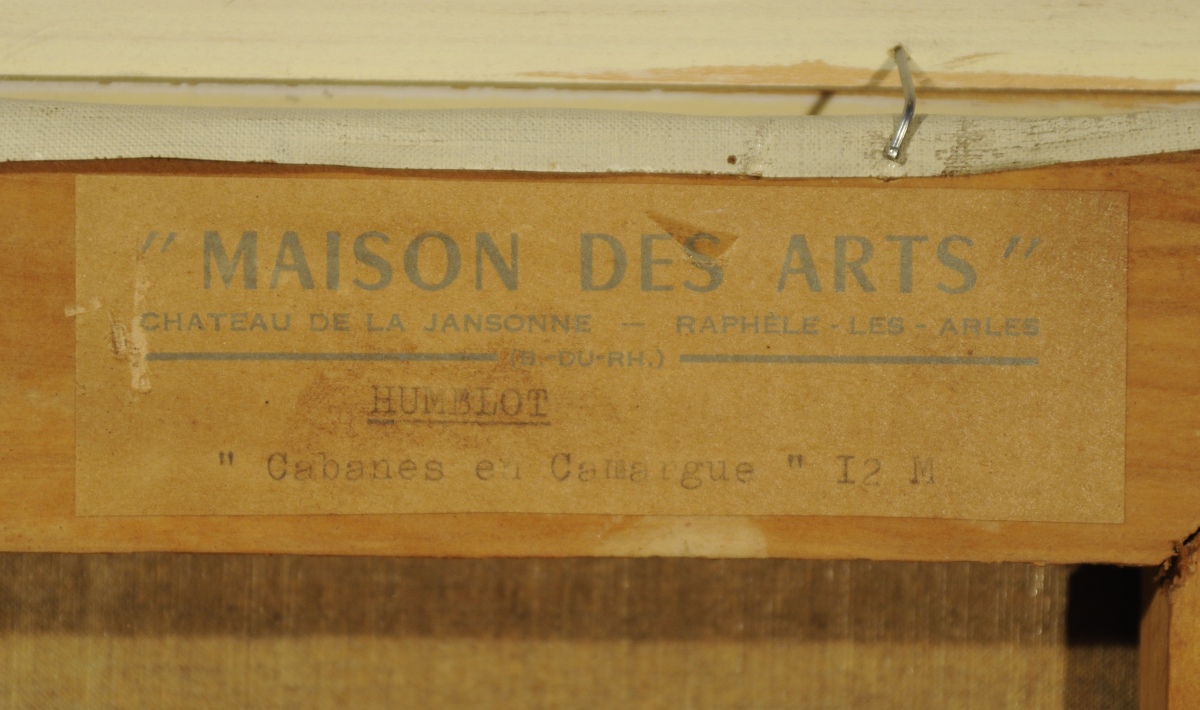 " MAISON DES ARTS "
CHATEAU DE LA JANSONNE — RAPHÈLE - LES - ARLES
(B.-DU-RH.)
HUMBLOT
" Cabanes en Camargue " I2 M